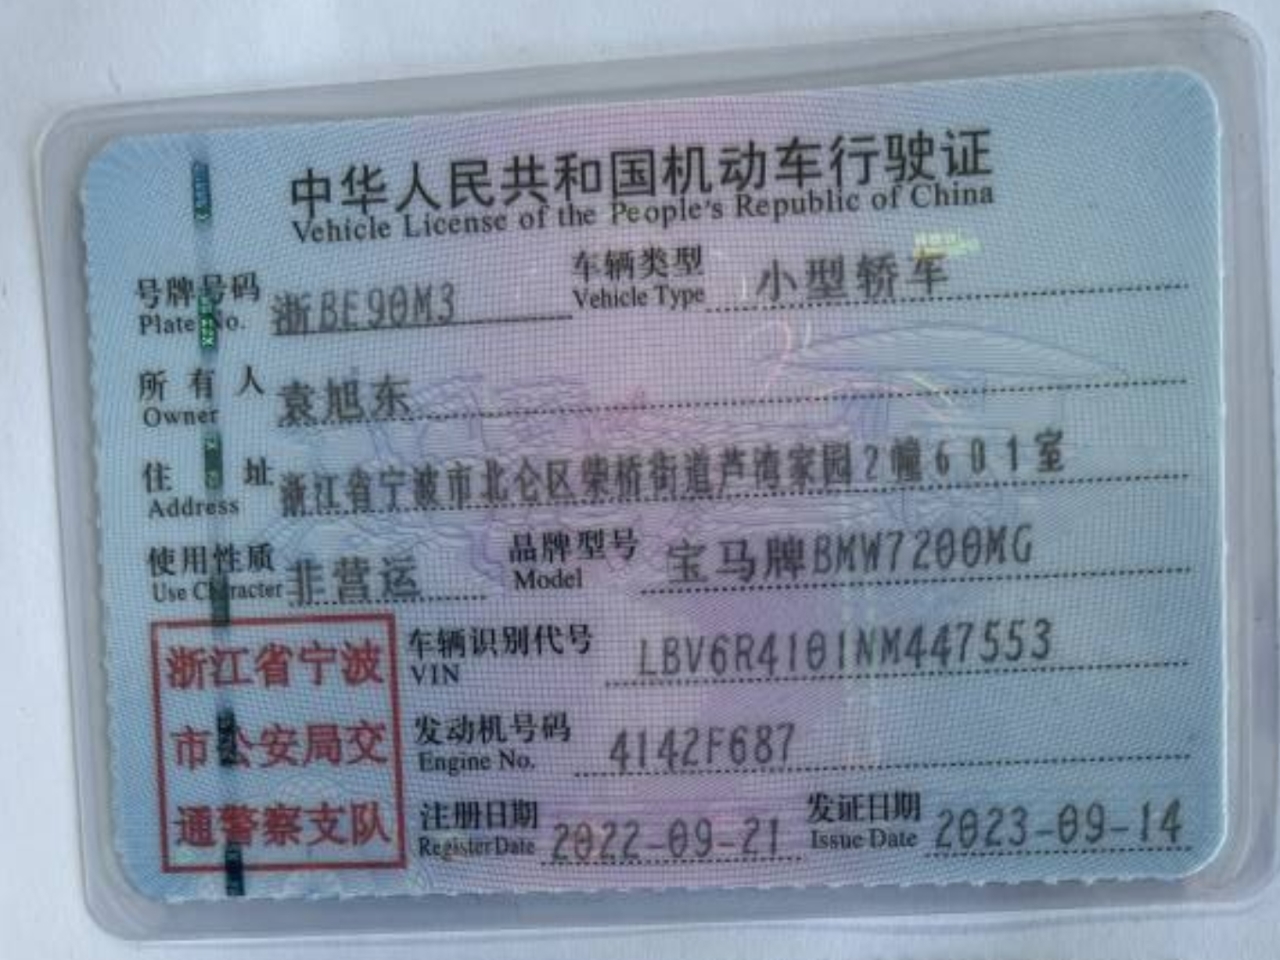 中华人民共和国机动车行驶证
Vehicle License of the People's Republic of China
号牌号码 浙BE90M3 车辆类型 小型轿车
Plate No. Vehicle Type
所有人 袁旭东
Owner
住址 浙江省宁波市北仑区柴桥街道芦湾家园2幢601室
Address
使用性质 非营运 品牌型号 宝马牌BMW7200MG
Use Character Model
浙江省宁波
市公安局交
通警察支队
车辆识别代号 LBV6R4101NM447553
VIN
发动机号码 4142F687
Engine No.
注册日期 2022-09-21 发证日期 2023-09-14
Register Date Issue Date